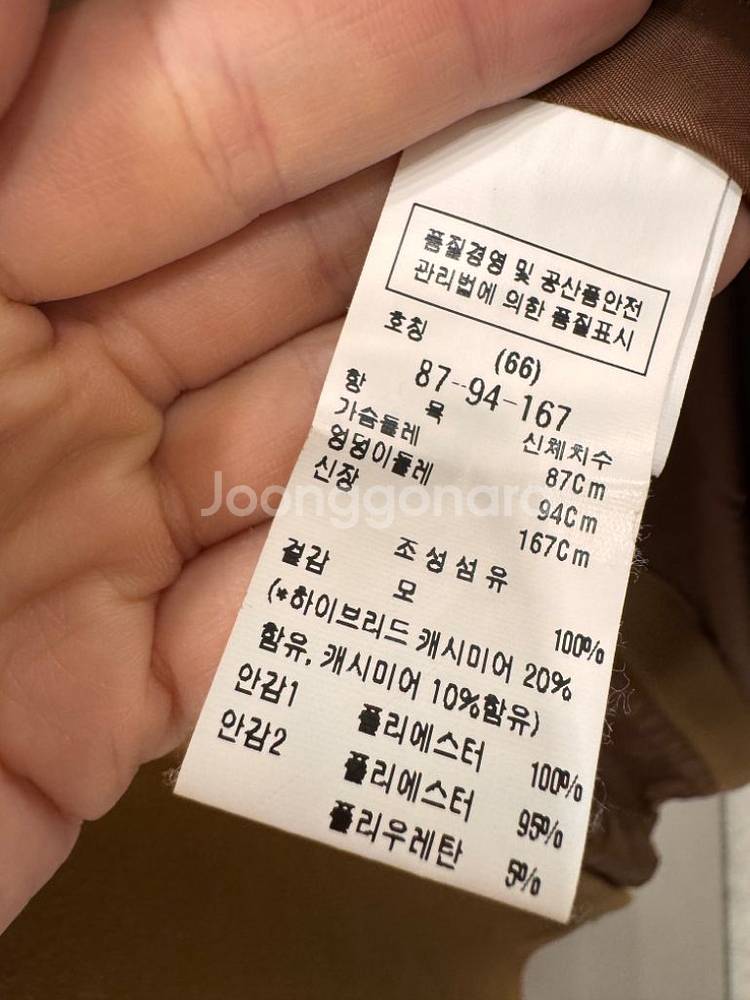 품질경영 및 공산품안전
관리법에 의한 품질표시
호칭 (66)
87--94-167
항 목 신체치수
가슴둘레 87Cm
엉덩이둘레 94Cm
신장 167Cm
조성섬유
겉감 모 100%
(*하이브리드 캐시미어 20%
함유, 캐시미어 10%함유)
안감1 폴리에스터 100%
안감2 폴리에스터 95%
폴리우레탄 5%
Joonggonara